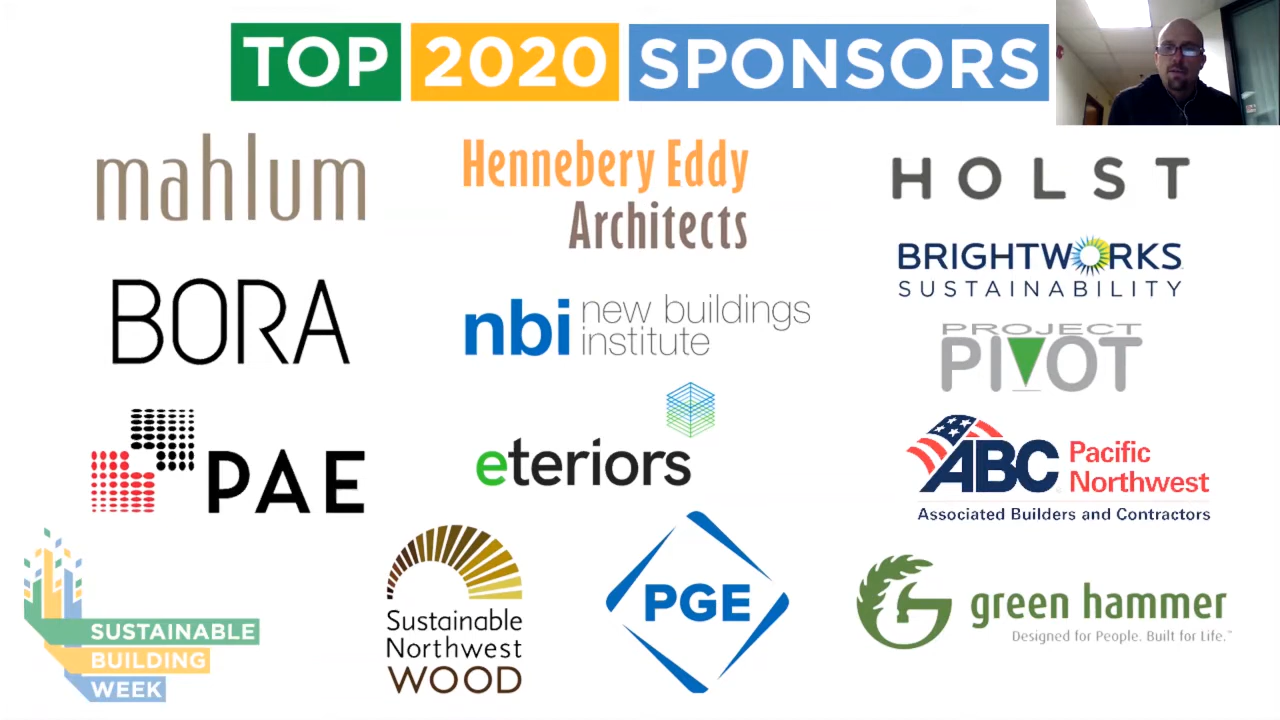 TOP 2020 SPONSORS
mahlum
Hennebery Eddy
Architects
HOLST
BRIGHTWORKS
SUSTAINABILITY
BORA
nbi new buildings
institute
PROJECT
PIVOT
PAE
eteriors
ABC Pacific
Northwest
Associated Builders and Contractors
SUSTAINABLE
BUILDING
WEEK
Sustainable
Northwest
WOOD
PGE
green hammer
Designed for People. Built for Life.™